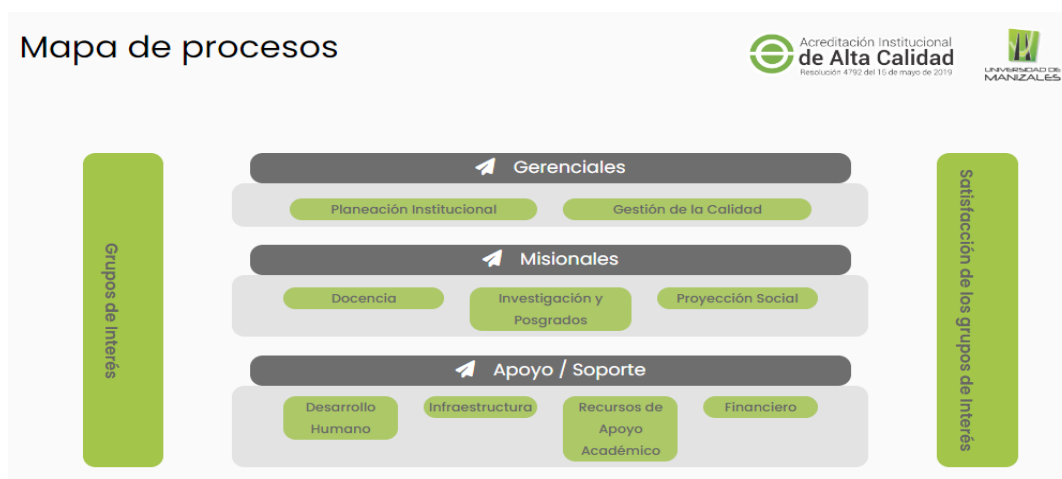 Mapa de procesos
Acreditación Institucional
de Alta Calidad
Resolución 4792 del 15 de mayo de 2019
UNIVERSIDAD DE
MANIZALES
Grupos de Interés
Gerenciales
Planeación Institucional
Gestión de la Calidad
Misionales
Docencia
Investigación y
Posgrados
Proyección Social
Apoyo / Soporte
Desarrollo
Humano
Infraestructura
Recursos de
Apoyo
Académico
Financiero
Satisfacción de los grupos de Interés